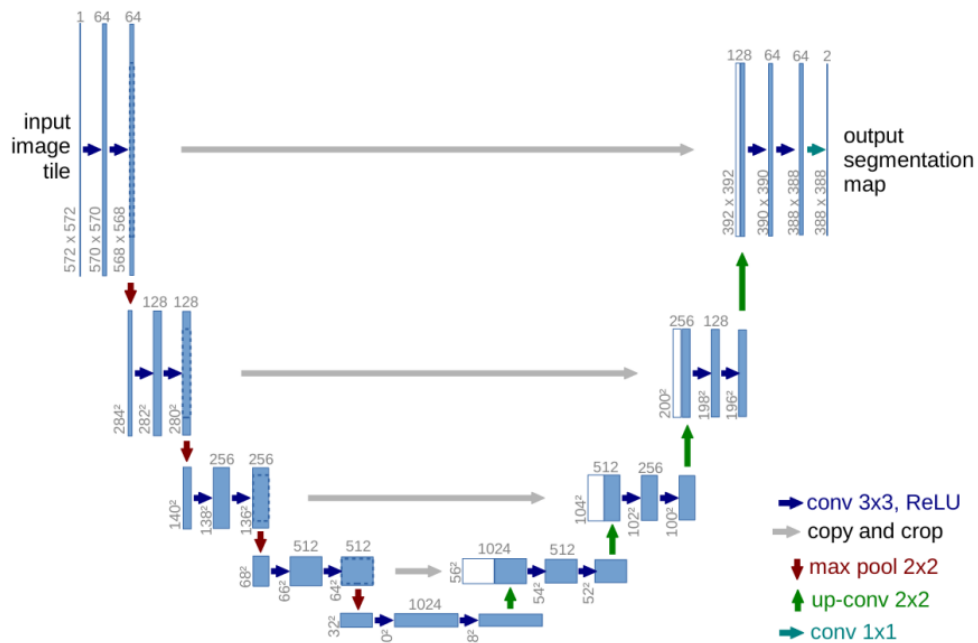 1 64 64
input
image
tile
572 x 572
570 x 570
568 x 568
128 64 64 2
output
segmentation
map
392 x 392
390 x 390
388 x 388
388 x 388
128 128
284²
282²
280²
256 128
200²
198²
196²
256 256
140²
138²
136²
512 256
104²
102²
100²
512 512
68²
66²
64²
1024 512
56²
54²
52²
1024
32²
0²
8²
conv 3x3, ReLU
copy and crop
max pool 2x2
up-conv 2x2
conv 1x1